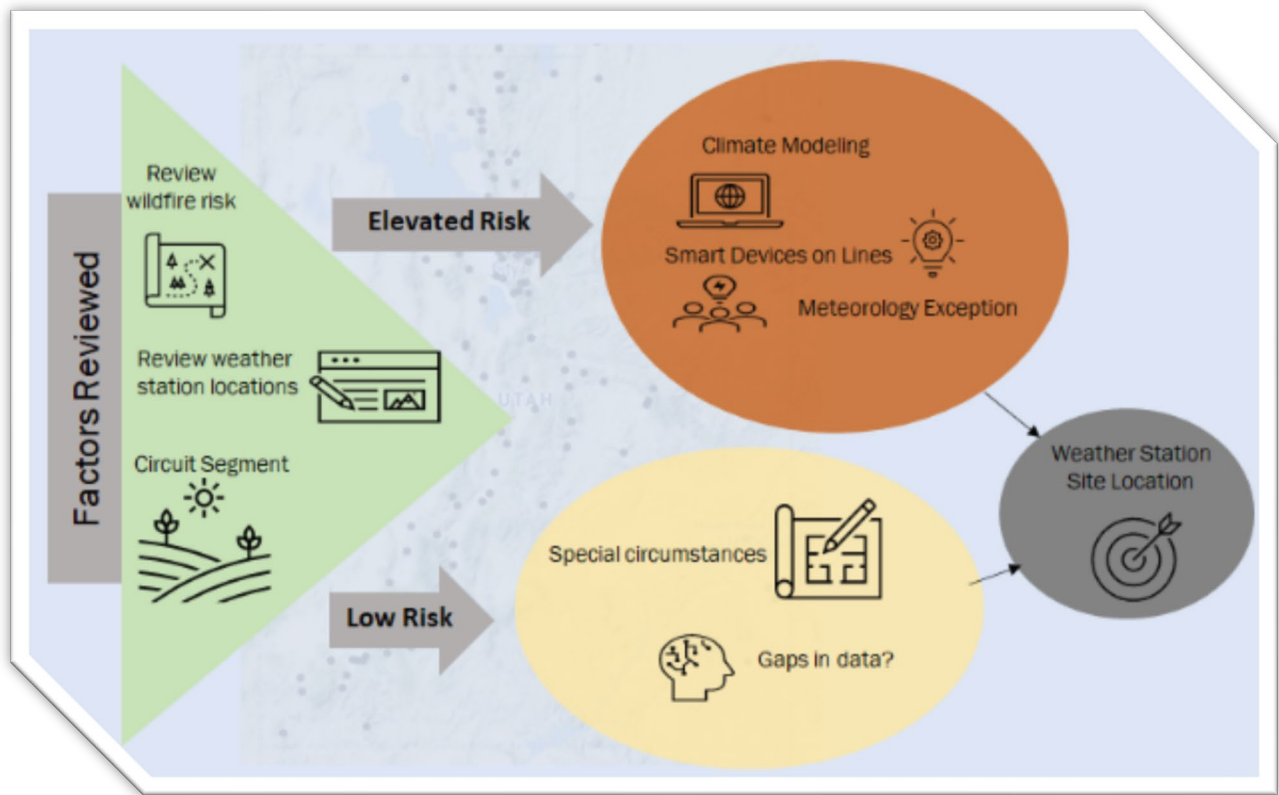 Factors Reviewed
Review
wildfire risk
Review weather
station locations
Circuit Segment
Elevated Risk
Low Risk
Climate Modeling
Smart Devices on Lines
Meteorology Exception
Special circumstances
Gaps in data?
Weather Station
Site Location
UTAH